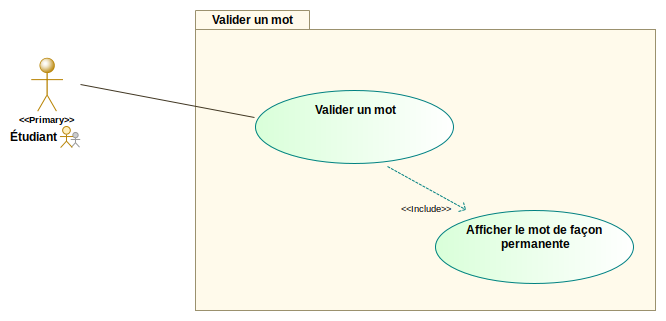 Valider un mot
<<Primary>>
Étudiant
Valider un mot
<<Include>>
Afficher le mot de façon
permanente